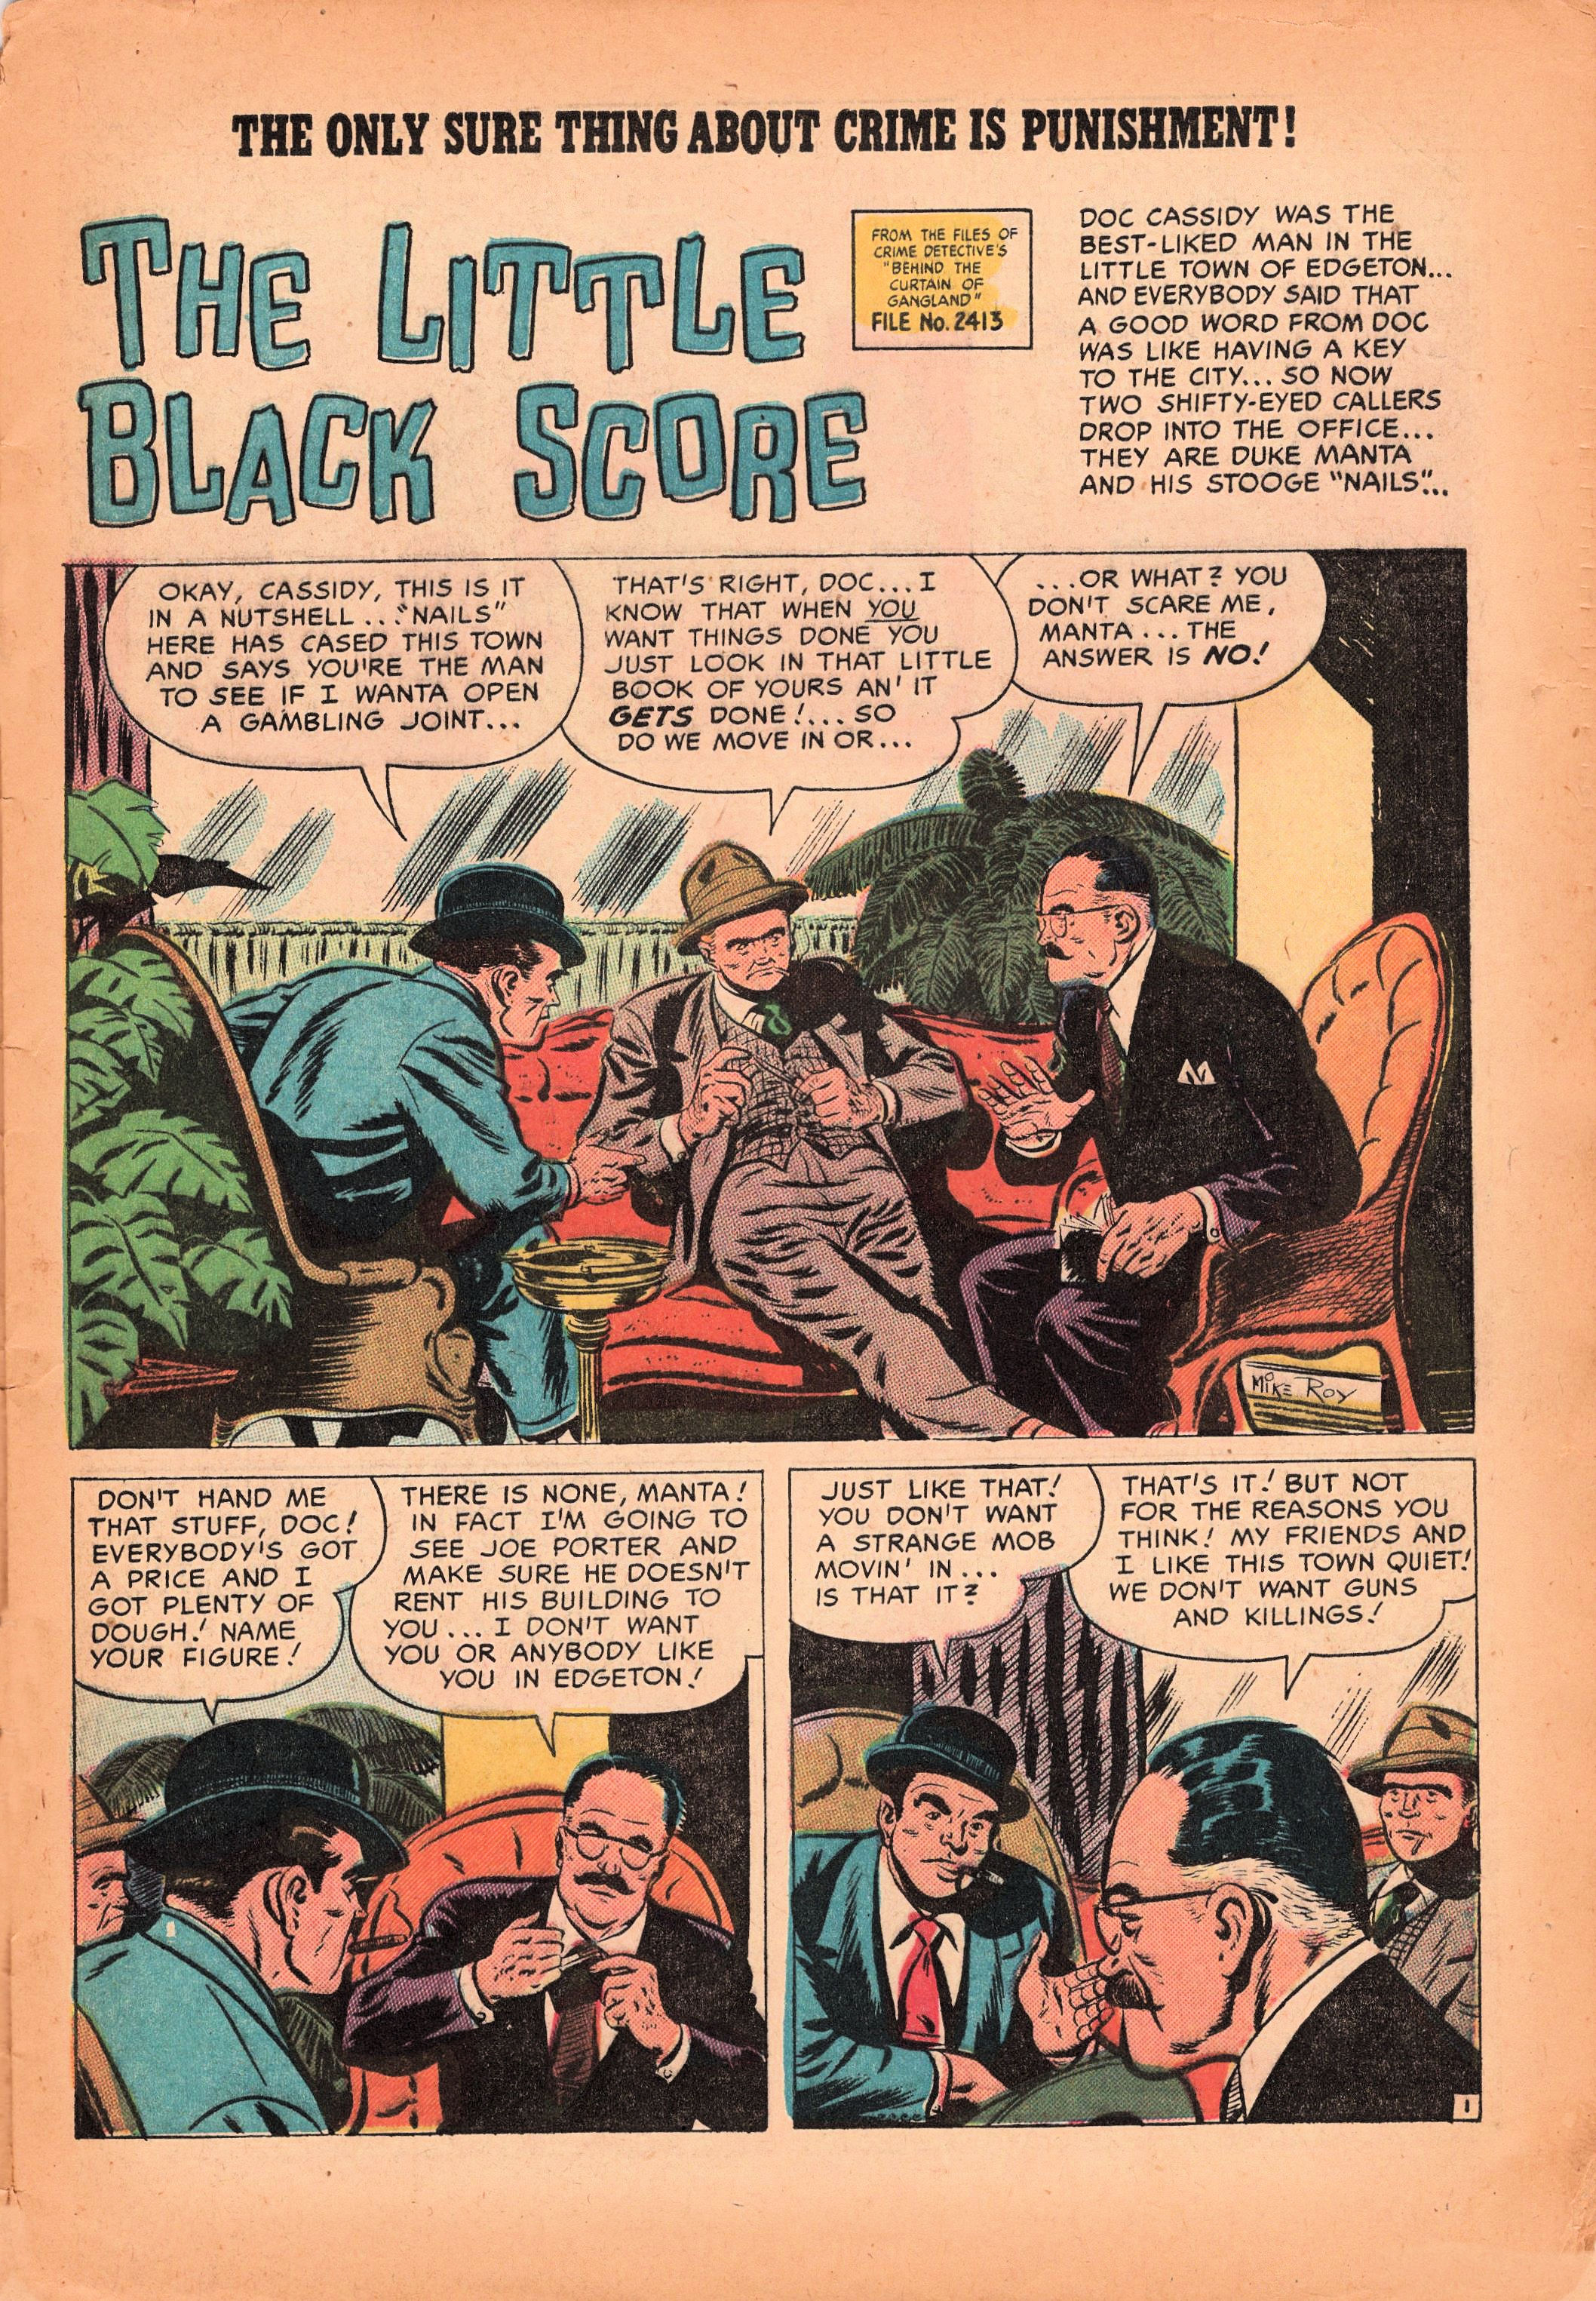 THE ONLY SURE THING ABOUT CRIME IS PUNISHMENT!
THE LITTLE
BLACK SCORE
FROM THE FILES OF
CRIME DETECTIVE'S
"BEHIND THE
CURTAIN OF
GANGLAND"
FILE No. 2413
DOC CASSIDY WAS THE
BEST-LIKED MAN IN THE
LITTLE TOWN OF EDGETON...
AND EVERYBODY SAID THAT
A GOOD WORD FROM DOC
WAS LIKE HAVING A KEY
TO THE CITY... SO NOW
TWO SHIFTY-EYED CALLERS
DROP INTO THE OFFICE...
THEY ARE DUKE MANTA
AND HIS STOOGE "NAILS"...
OKAY, CASSIDY, THIS IS IT
IN A NUTSHELL... "NAILS"
HERE HAS CASED THIS TOWN
AND SAYS YOU'RE THE MAN
TO SEE IF I WANTA OPEN
A GAMBLING JOINT...
THAT'S RIGHT, DOC... I
KNOW THAT WHEN YOU
WANT THINGS DONE YOU
JUST LOOK IN THAT LITTLE
BOOK OF YOURS AN' IT
GETS DONE!... SO
DO WE MOVE IN OR...
...OR WHAT? YOU
DON'T SCARE ME,
MANTA... THE
ANSWER IS NO!
MIKE ROY
DON'T HAND ME
THAT STUFF, DOC!
EVERYBODY'S GOT
A PRICE AND I
GOT PLENTY OF
DOUGH! NAME
YOUR FIGURE!
THERE IS NONE, MANTA!
IN FACT I'M GOING TO
SEE JOE PORTER AND
MAKE SURE HE DOESN'T
RENT HIS BUILDING TO
YOU... I DON'T WANT
YOU OR ANYBODY LIKE
YOU IN EDGETON!
JUST LIKE THAT!
YOU DON'T WANT
A STRANGE MOB
MOVIN' IN...
IS THAT IT?
THAT'S IT! BUT NOT
FOR THE REASONS YOU
THINK! MY FRIENDS AND
I LIKE THIS TOWN QUIET!
WE DON'T WANT GUNS
AND KILLINGS!
1